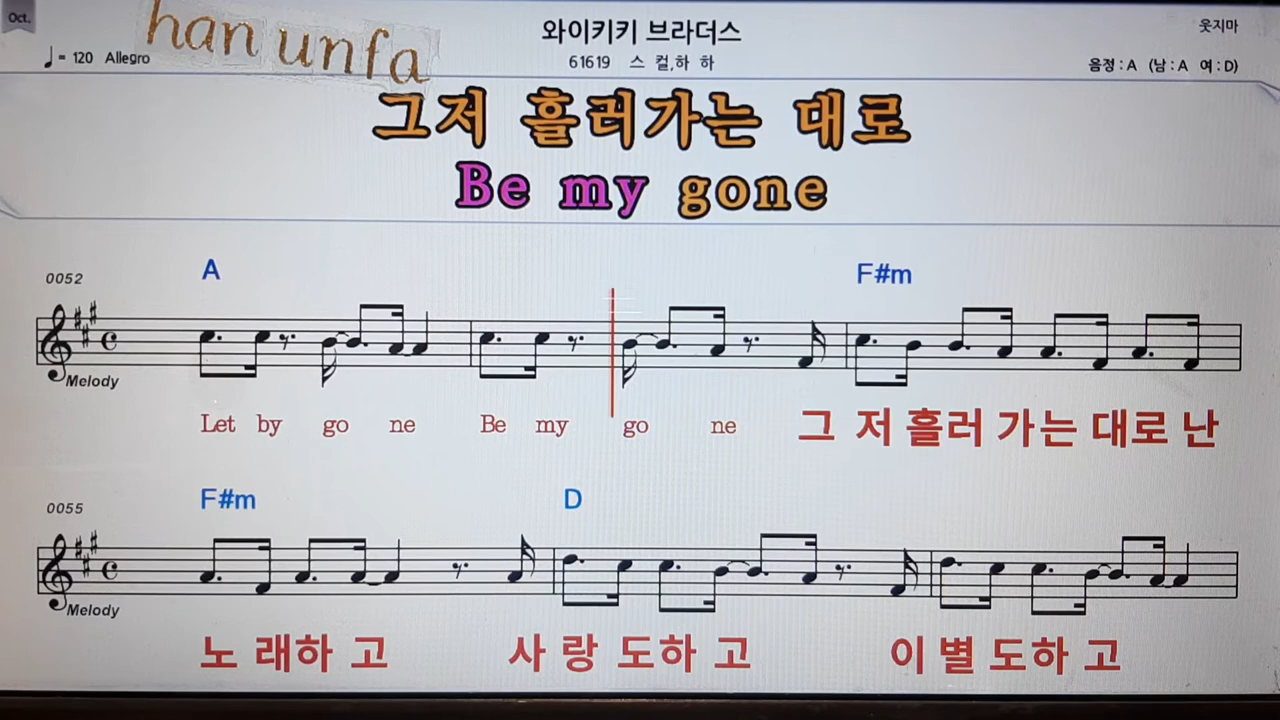 Oct.
han unfa
와이키키 브라더스
웃지마
♩= 120 Allegro
61619 스 컬,하 하
음정 : A (남 : A 여 : D)
그저 흘러가는 대로
Be my gone
0052
A
F#m
Melody
Let by go ne Be my go ne 그 저 흘러 가는 대로 난
0055
F#m
D
Melody
노 래하 고 사 랑 도하 고 이 별 도하 고